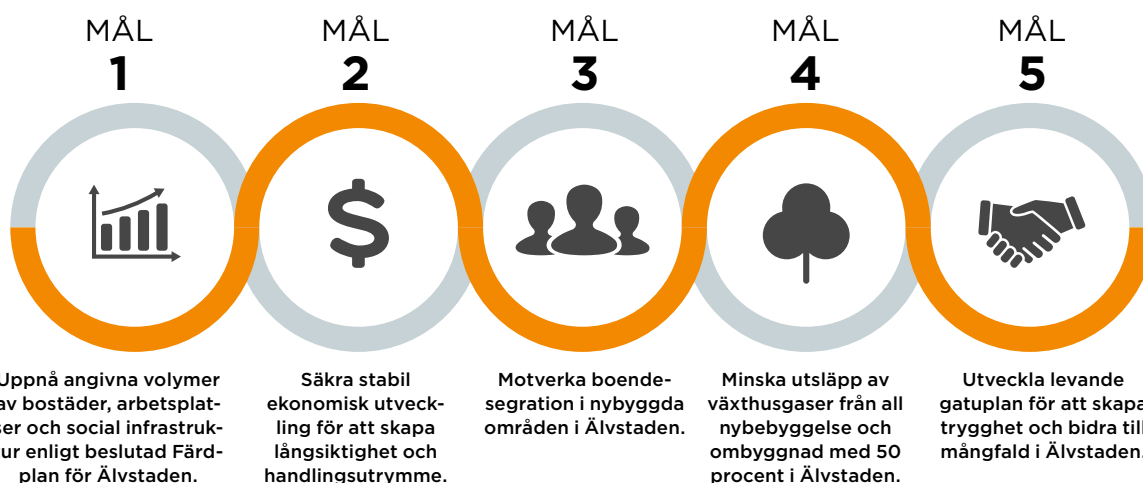 MÅL
1
Uppnå angivna volymer
av bostäder, arbetsplat-
ser och social infrastruk-
tur enligt beslutad Färd-
plan för Älvstaden.
MÅL
2
Säkra stabil
ekonomisk utveck-
ling för att skapa
långsiktighet och
handlingsutrymme.
MÅL
3
Motverka boende-
segration i nybyggda
områden i Älvstaden.
MÅL
4
Minska utsläpp av
växthusgaser från all
nybebyggelse och
ombyggnad med 50
procent i Älvstaden.
MÅL
5
Utveckla levande
gatuplan för att skapa
trygghet och bidra till
mångfald i Älvstaden.